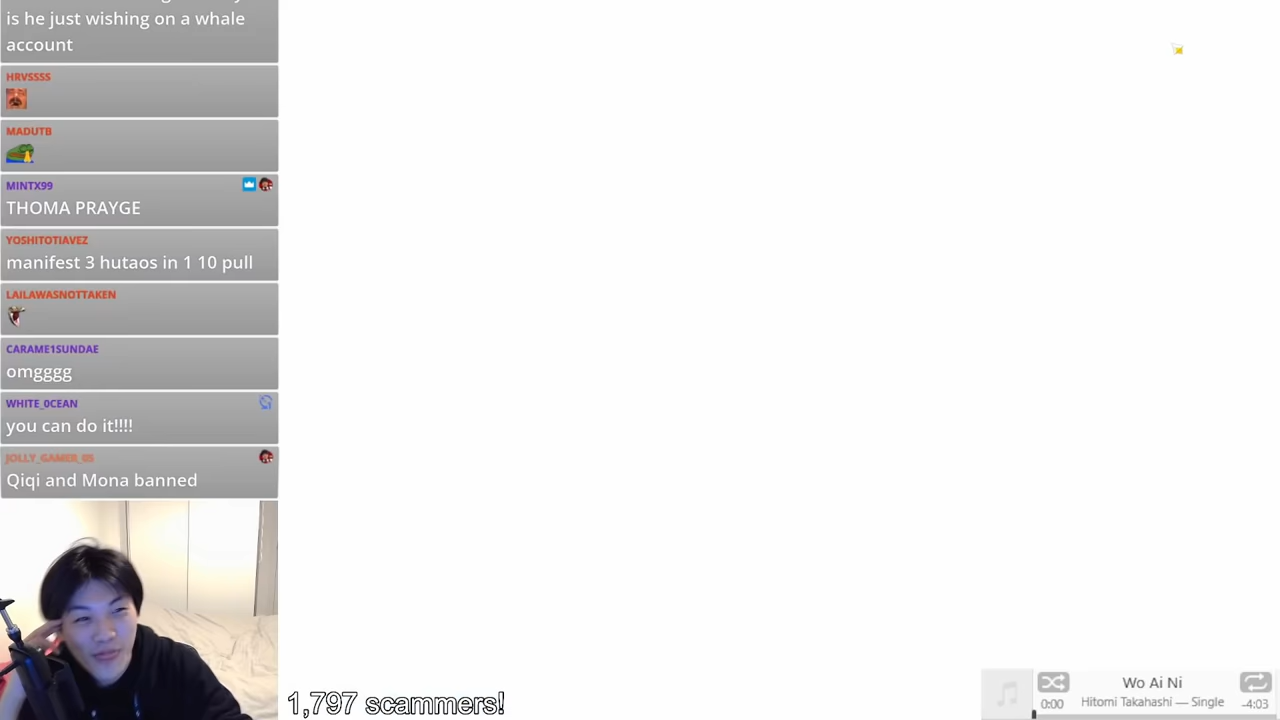 is he just wishing on a whale
account
HRVSSSS
MADUTB
MINTX99
THOMA PRAYGE
YOSHITOTIAVEZ
manifest 3 hutaos in 1 10 pull
LAILAWASNOTTAKEN
CARAME1SUNDAE
omgggg
WHITE_0CEAN
you can do it!!!!
JOLLY_GAMER_05
Qiqi and Mona banned
1,797 scammers!
Wo Ai Ni
Hitomi Takahashi — Single
0:00
-4:03